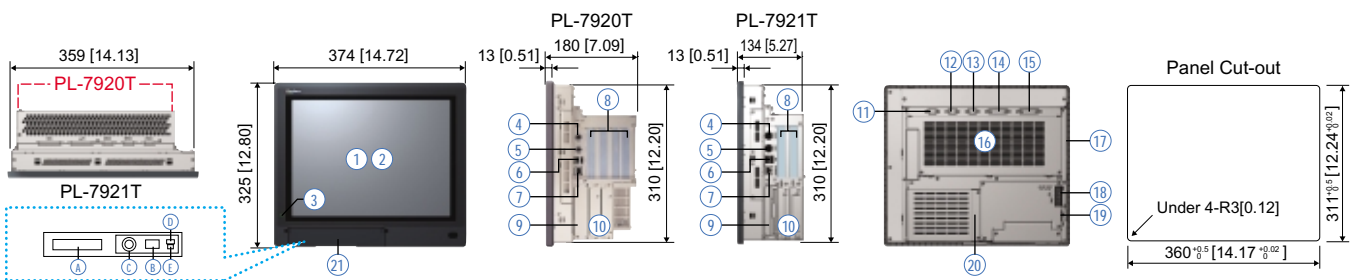 PL-7920T
PL-7921T
359 [14.13]
374 [14.72]
13 [0.51]
180 [7.09]
13 [0.51]
134 [5.27]
PL-7920T
12
13
14
15
Panel Cut-out
11
8
8
4
5
6
7
4
5
6
7
1
2
16
17
325 [12.80]
310 [12.20]
310 [12.20]
311 +0.5 0 [12.24 +0.02 0]
PL-7921T
3
18
Under 4-R3[0.12]
9
10
9
10
19
D
A
C
B
E
21
20
360 +0.5 0 [14.17 +0.02 0]